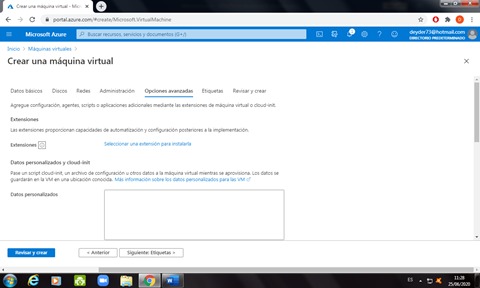 Crear una máquina virtual - Micr
portal.azure.com/#create/Microsoft.VirtualMachine
Microsoft Azure
Buscar recursos, servicios y documentos (G+/)
deyder73@hotmail.com
DIRECTORIO PREDETERMINADO
Inicio > Máquinas virtuales >
Crear una máquina virtual
Datos básicos Discos Redes Administración Opciones avanzadas Etiquetas Revisar y crear
Agregue configuración, agentes, scripts o aplicaciones adicionales mediante las extensiones de máquina virtual o cloud-init.
Extensiones
Las extensiones proporcionan capacidades de automatización y configuración posteriores a la implementación.
Extensiones
Seleccionar una extensión para instalarla
Datos personalizados y cloud-init
Pase un script cloud-init, un archivo de configuración u otros datos a la máquina virtual mientras se aprovisiona. Los datos se
guardarán en la VM en una ubicación conocida. Más información sobre los datos personalizados para las VM
Datos personalizados
Revisar y crear
< Anterior
Siguiente: Etiquetas >
ES
11:28
25/06/2020